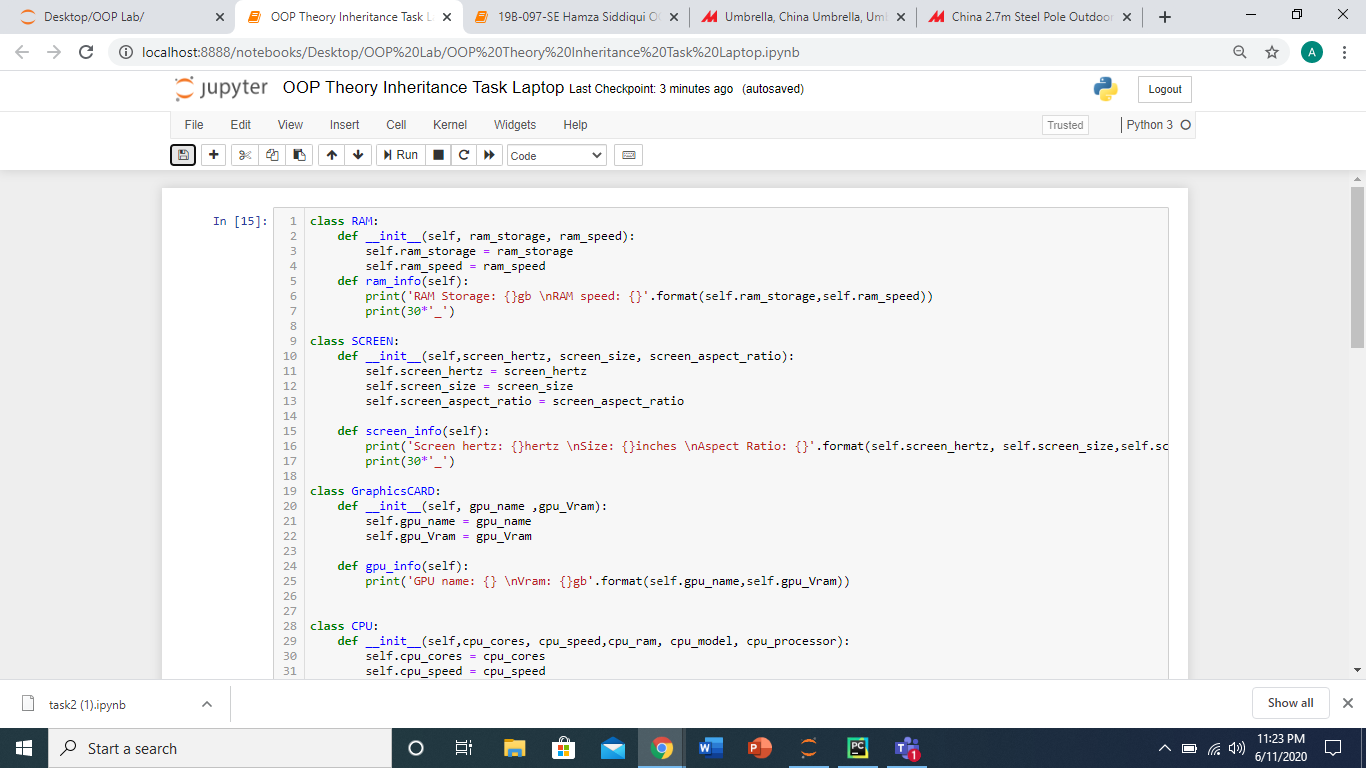 Desktop/OOP Lab/
OOP Theory Inheritance Task L
19B-097-SE Hamza Siddiqui O
Umbrella, China Umbrella, Um
China 2.7m Steel Pole Outdoor
localhost:8888/notebooks/Desktop/OOP%20Lab/OOP%20Theory%20Inheritance%20Task%20Laptop.ipynb
A
jupyter OOP Theory Inheritance Task Laptop Last Checkpoint: 3 minutes ago (autosaved)
Logout
File Edit View Insert Cell Kernel Widgets Help
Trusted
Python 3
Run
Code
In [15]:
1 class RAM:
2     def __init__(self, ram_storage, ram_speed):
3         self.ram_storage = ram_storage
4         self.ram_speed = ram_speed
5     def ram_info(self):
6         print('RAM Storage: {}gb \nRAM speed: {}'.format(self.ram_storage,self.ram_speed))
7         print(30*'_')
8
9 class SCREEN:
10     def __init__(self,screen_hertz, screen_size, screen_aspect_ratio):
11         self.screen_hertz = screen_hertz
12         self.screen_size = screen_size
13         self.screen_aspect_ratio = screen_aspect_ratio
14
15     def screen_info(self):
16         print('Screen hertz: {}hertz \nSize: {}inches \nAspect Ratio: {}'.format(self.screen_hertz, self.screen_size,self.sc
17         print(30*'_')
18
19 class GraphicsCARD:
20     def __init__(self, gpu_name ,gpu_Vram):
21         self.gpu_name = gpu_name
22         self.gpu_Vram = gpu_Vram
23
24     def gpu_info(self):
25         print('GPU name: {} \nVram: {}gb'.format(self.gpu_name,self.gpu_Vram))
26
27
28 class CPU:
29     def __init__(self,cpu_cores, cpu_speed,cpu_ram, cpu_model, cpu_processor):
30         self.cpu_cores = cpu_cores
31         self.cpu_speed = cpu_speed
task2 (1).ipynb
Show all
Start a search
11:23 PM
6/11/2020